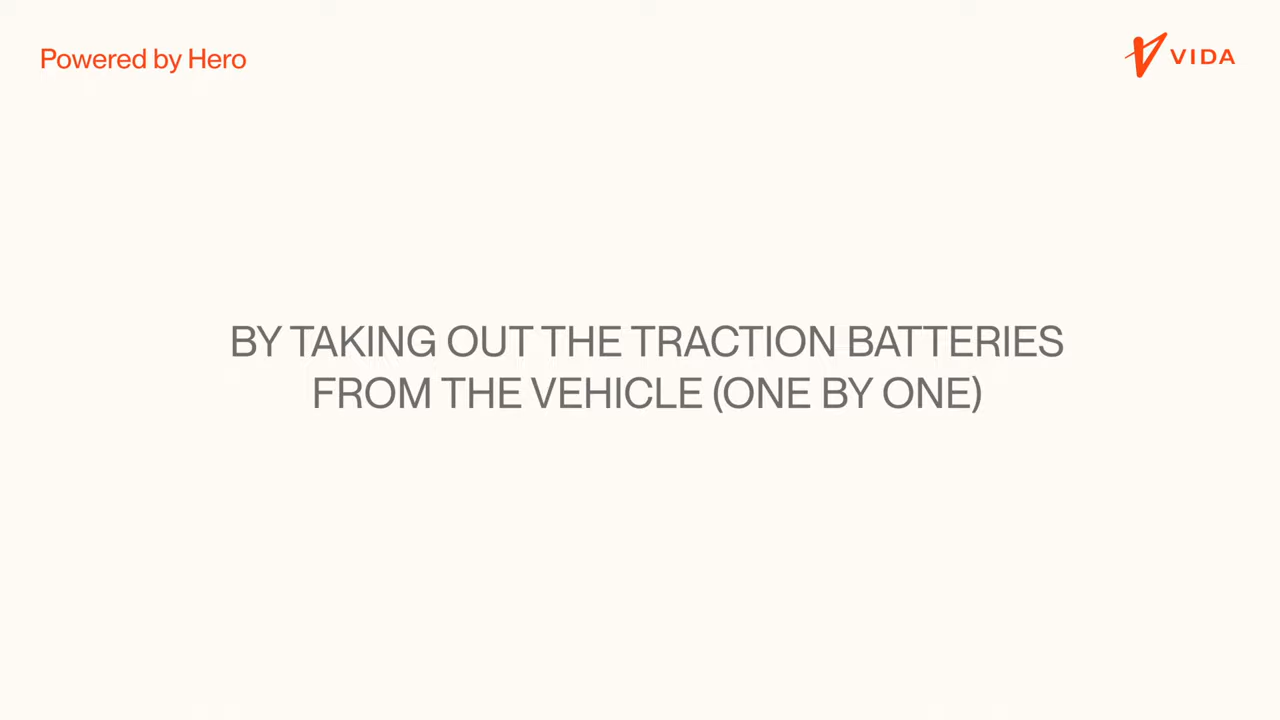 Powered by Hero
VIDA
BY TAKING OUT THE TRACTION BATTERIES
FROM THE VEHICLE (ONE BY ONE)